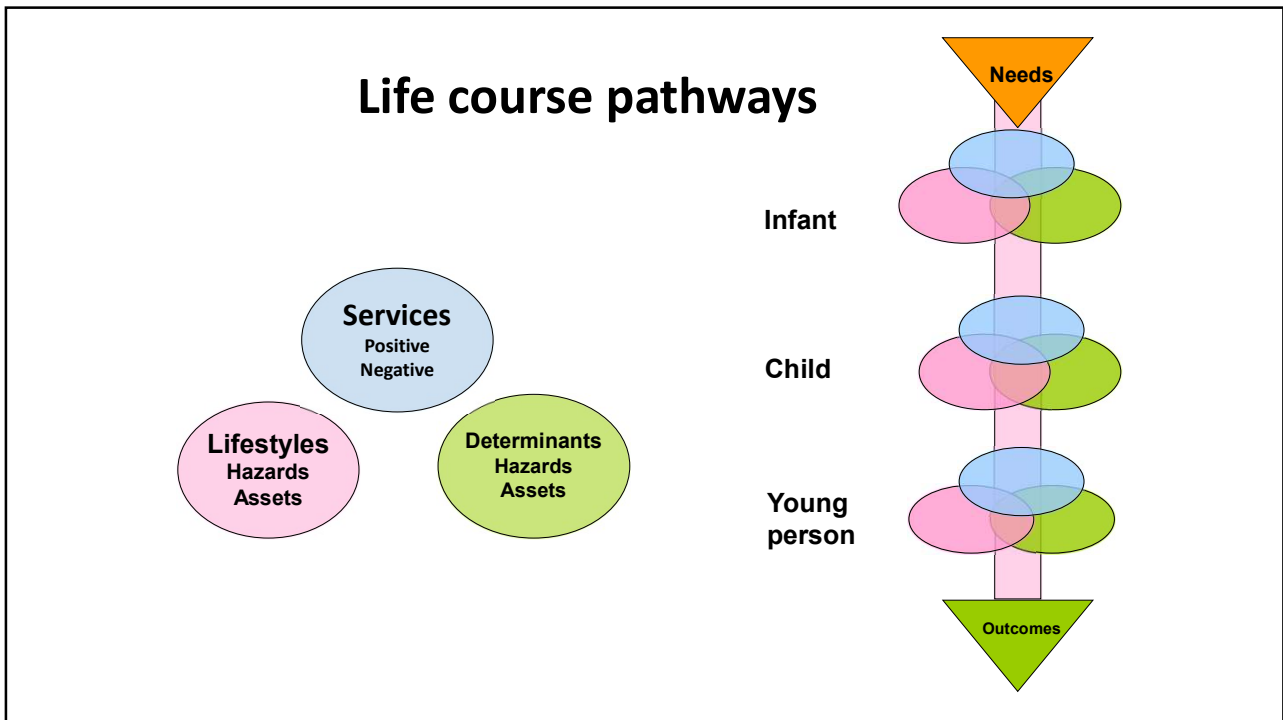 Life course pathways
Needs
Infant
Services
Positive
Negative
Child
Lifestyles
Hazards
Assets
Determinants
Hazards
Assets
Young
person
Outcomes